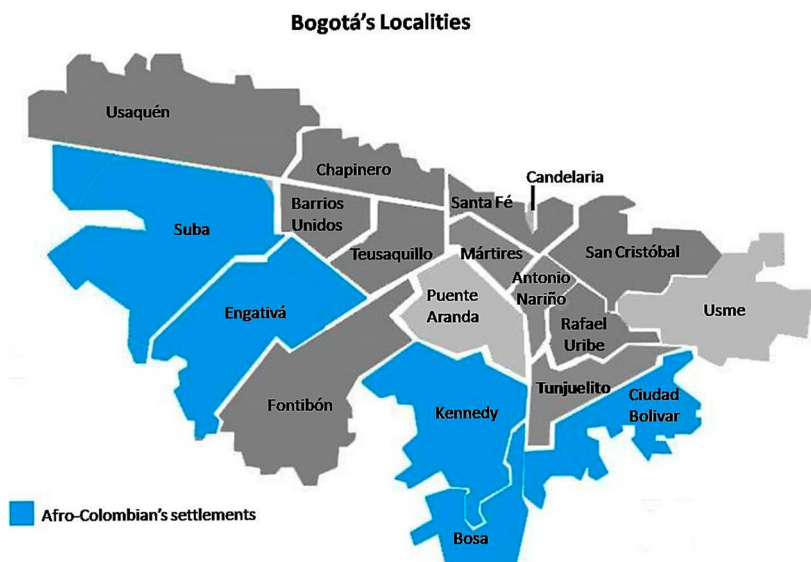 Bogotá's Localities
Usaquén
Chapinero
Candelaria
Santa Fé
Barrios
Unidos
Suba
San Cristóbal
Teusaquillo
Mártires
Antonio
Nariño
Puente
Aranda
Engativá
Usme
Rafael
Uribe
Tunjuelito
Ciudad
Bolivar
Fontibón
Kennedy
Afro-Colombian's settlements
Bosa